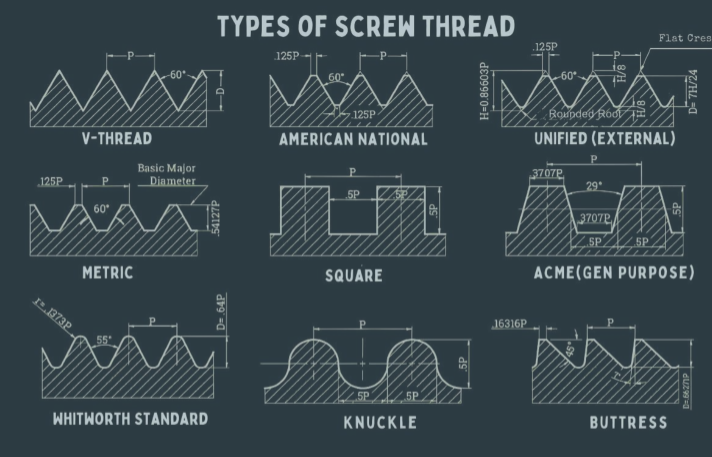 TYPES OF SCREW THREAD
P
60°
D
V-THREAD
.125P
P
60°
.125P
AMERICAN NATIONAL
Flat Cres
.125P
P
H/8
60°
H=0.86603P
D= 7H/24
H/8
Rounded Root
UNIFIED (EXTERNAL)
Basic Major
Diameter
.125P
P
60°
.54127P
METRIC
P
.5P
.5P
.5P
SQUARE
P
.3707P
29°
.3707P
.5P
.5P
.5P
ACME(GEN PURPOSE)
r=.1373P
P
55°
D= .64P
WHITWORTH STANDARD
P
.5P
.5P
.5P
KNUCKLE
.16316P
P
45°
D=.66271P
BUTTRESS